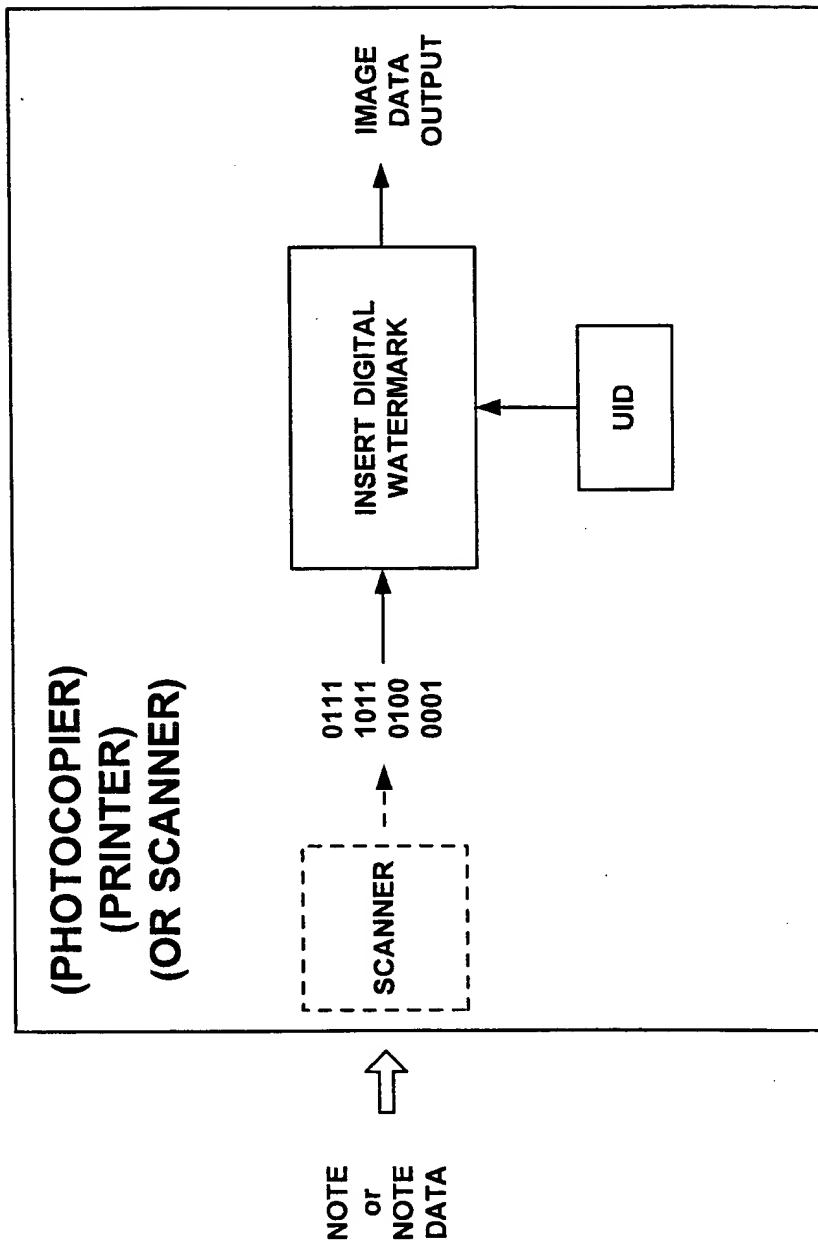 (PHOTOCOPIER)
(PRINTER)
(OR SCANNER)
NOTE
or
NOTE
DATA
SCANNER
0111
1011
0100
0001
INSERT DIGITAL
WATERMARK
UID
IMAGE
DATA
OUTPUT